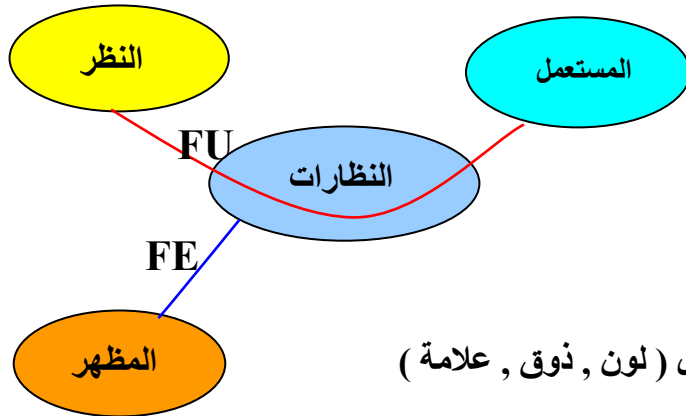 النظر
المستعمل
FU
النظارات
FE
المظهر
( لون , ذوق , علامة )